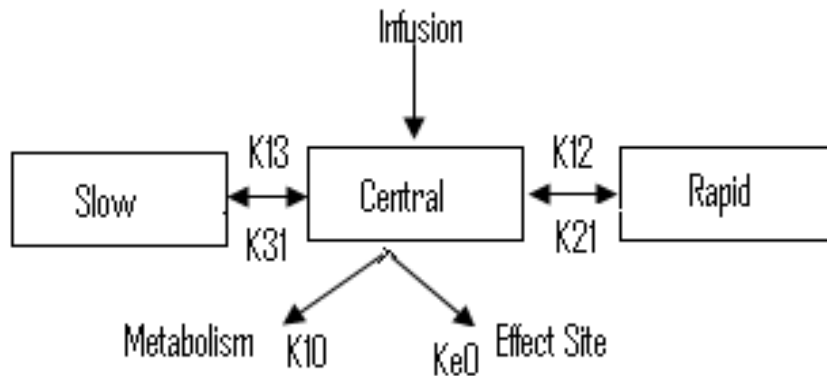 Infusion
K13
K12
Slow
Central
Rapid
K31
K21
Metabolism
K10
Ke0
Effect Site